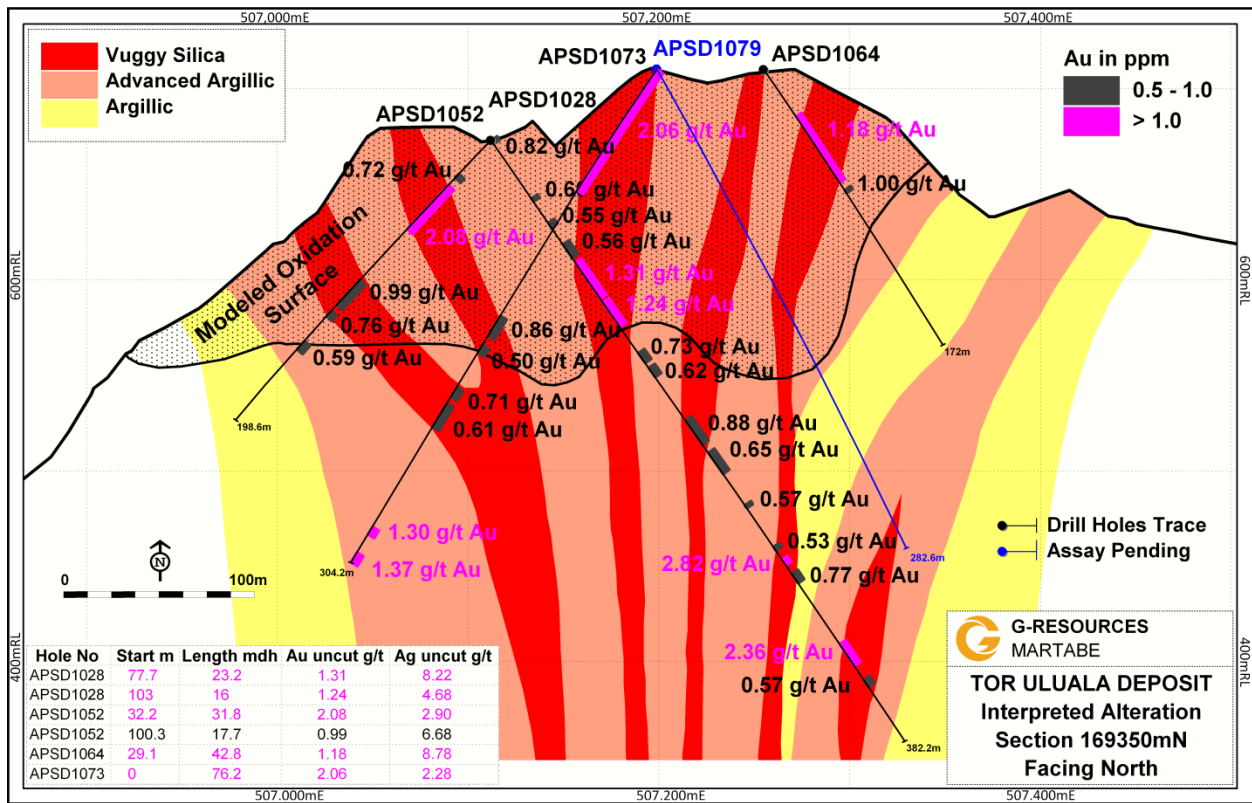 507,000mE 507,200mE 507,400mE
Vuggy Silica
Advanced Argillic
Argillic
APSD1073 APSD1079 APSD1064
Au in ppm
0.5 - 1.0
> 1.0
APSD1052 APSD1028
0.82 g/t Au
2.06 g/t Au
1.18 g/t Au
0.72 g/t Au
g/t Au
1.00 g/t Au
0.55 g/t Au
2.08 g/t Au
0.56 g/t Au
1.31 g/t Au
1.24 g/t Au
Modeled Oxidation
Surface
600mRL
600mRL
0.99 g/t Au
0.76 g/t Au
0.59 g/t Au
0.86 g/t Au
0.50 g/t Au
0.73 g/t Au
0.62 g/t Au
172m
0.71 g/t Au
0.61 g/t Au
198.6m
0.88 g/t Au
0.65 g/t Au
0.57 g/t Au
1.30 g/t Au
1.37 g/t Au
304.2m
0.53 g/t Au
2.82 g/t Au
0.77 g/t Au
282.6m
Drill Holes Trace
Assay Pending
N
0 100m
2.36 g/t Au
0.57 g/t Au
382.2m
400mRL
400mRL
Hole No Start m Length mdh Au uncut g/t Ag uncut g/t
APSD1028 77.7 23.2 1.31 8.22
APSD1028 103 16 1.24 4.68
APSD1052 32.2 31.8 2.08 2.90
APSD1052 100.3 17.7 0.99 6.68
APSD1064 29.1 42.8 1.18 8.78
APSD1073 0 76.2 2.06 2.28
G-RESOURCES
MARTABE
TOR ULUALA DEPOSIT
Interpreted Alteration
Section 169350mN
Facing North
507.000mE 507.200mE 507.400mE